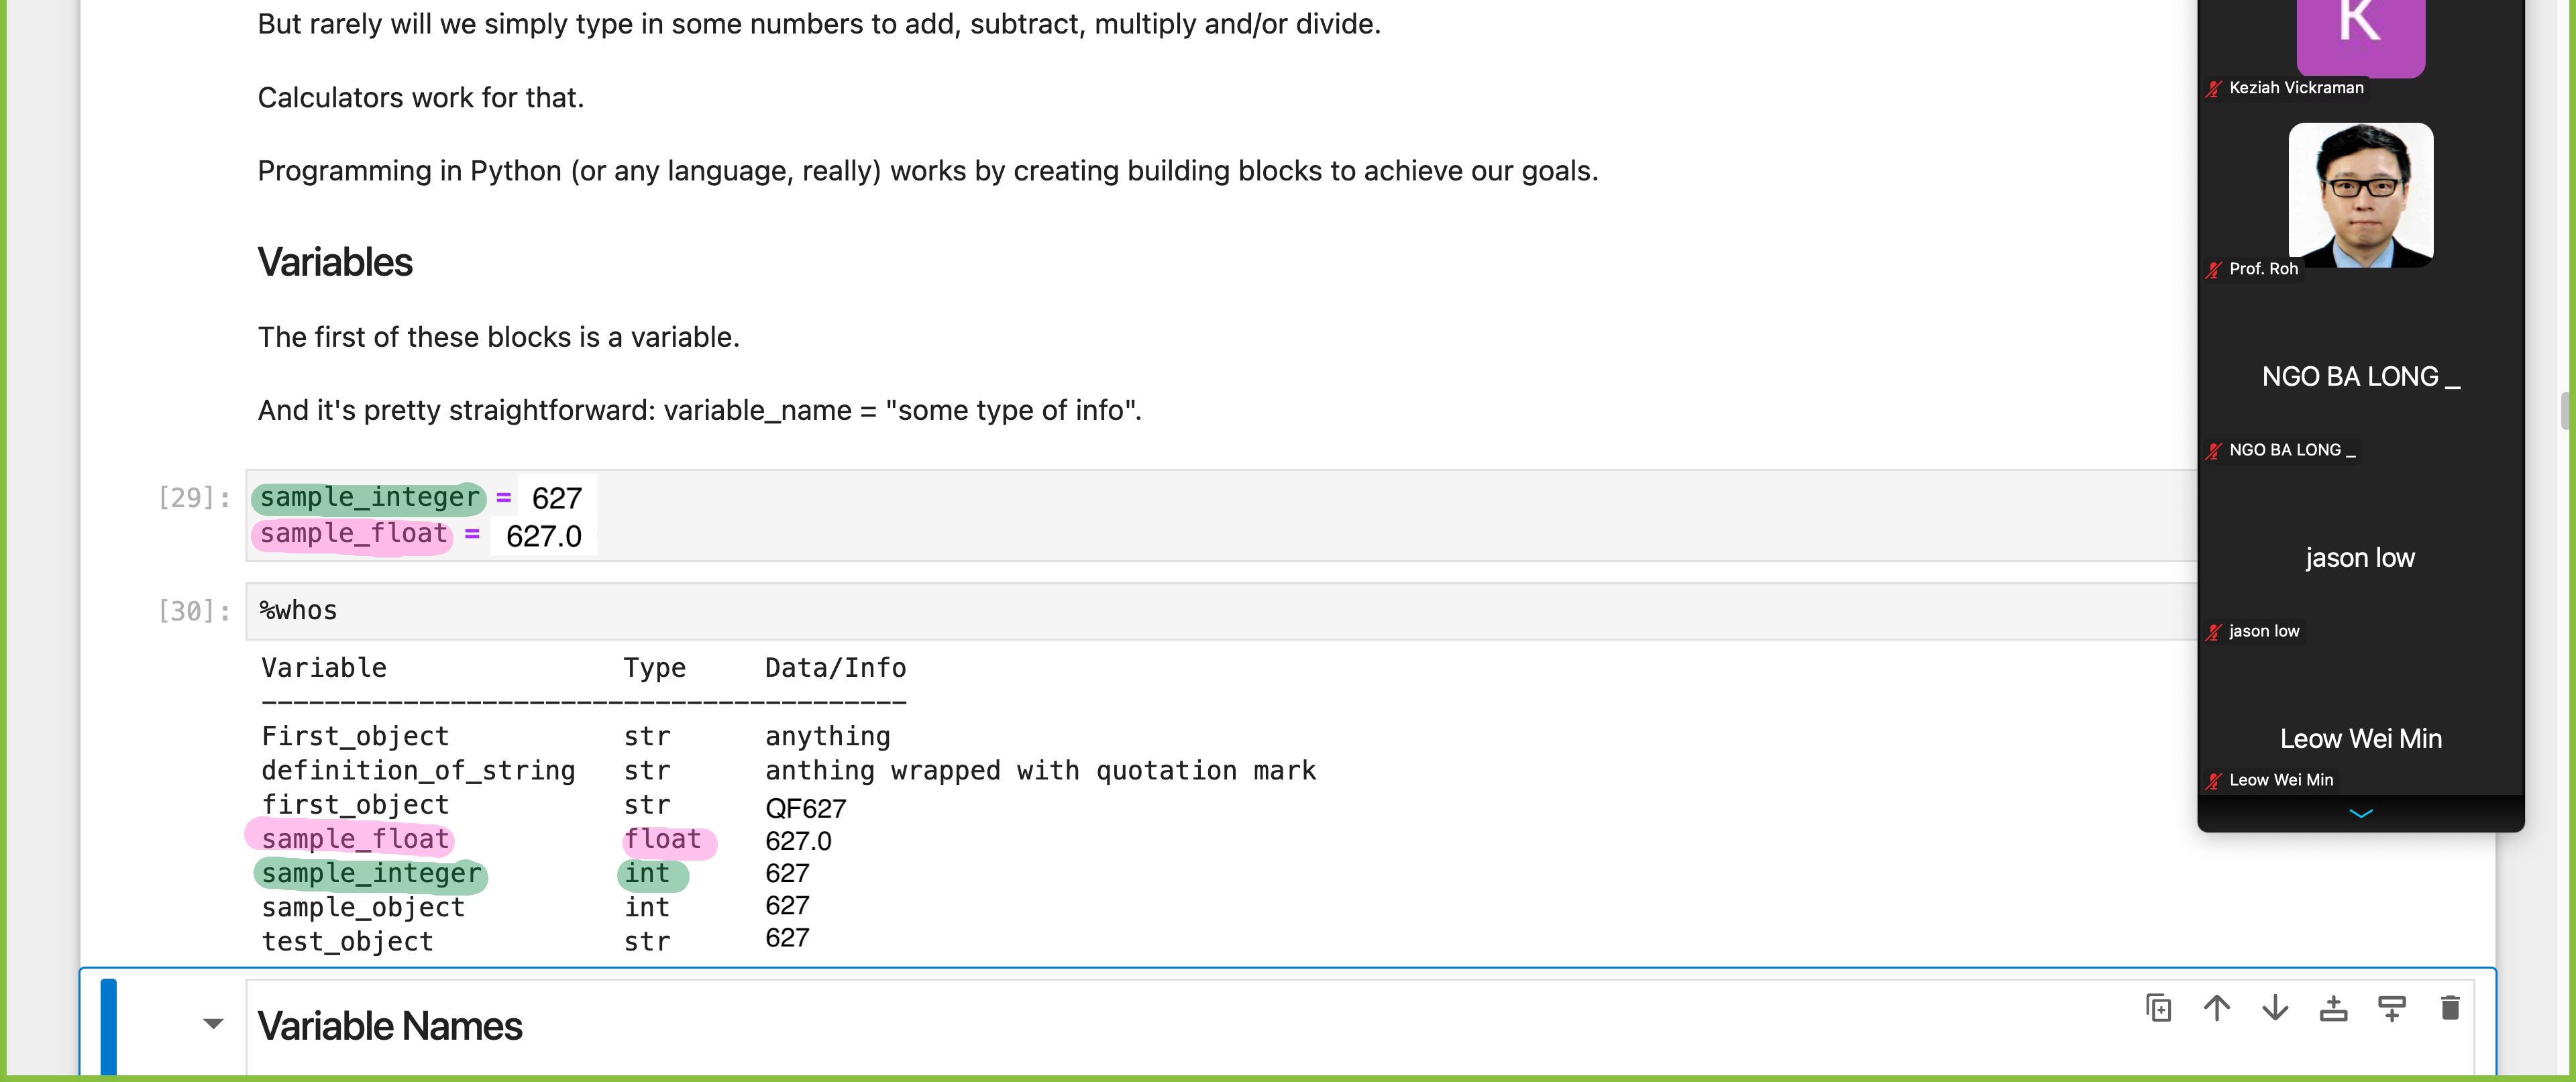 But rarely will we simply type in some numbers to add, subtract, multiply and/or divide.
Calculators work for that.
Programming in Python (or any language, really) works by creating building blocks to achieve our goals.
Variables
The first of these blocks is a variable.
And it's pretty straightforward: variable_name = "some type of info".
[29]: sample_integer = 627
sample_float = 627.0
[30]: %whos
Variable Type Data/Info
-----------------------------------------
First_object str anything
definition_of_string str anthing wrapped with quotation mark
first_object str QF627
sample_float float 627.0
sample_integer int 627
sample_object int 627
test_object str 627
Variable Names
K
Keziah Vickraman
Prof. Roh
NGO BA LONG _
NGO BA LONG _
jason low
jason low
Leow Wei Min
Leow Wei Min